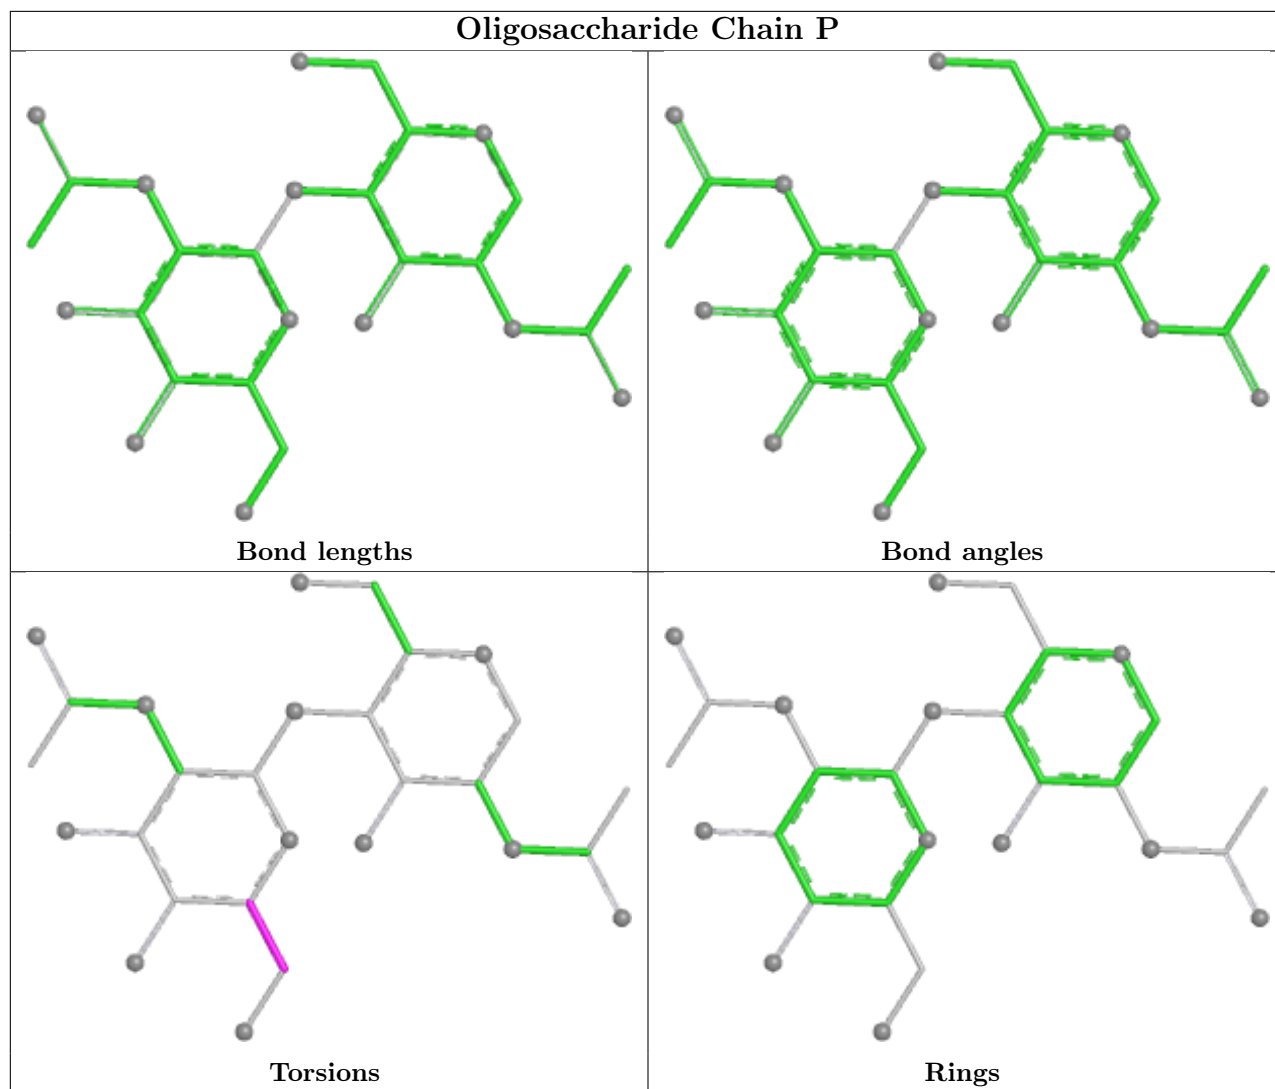 Oligosaccharide Chain P
Bond lengths
Bond angles
Torsions
Rings